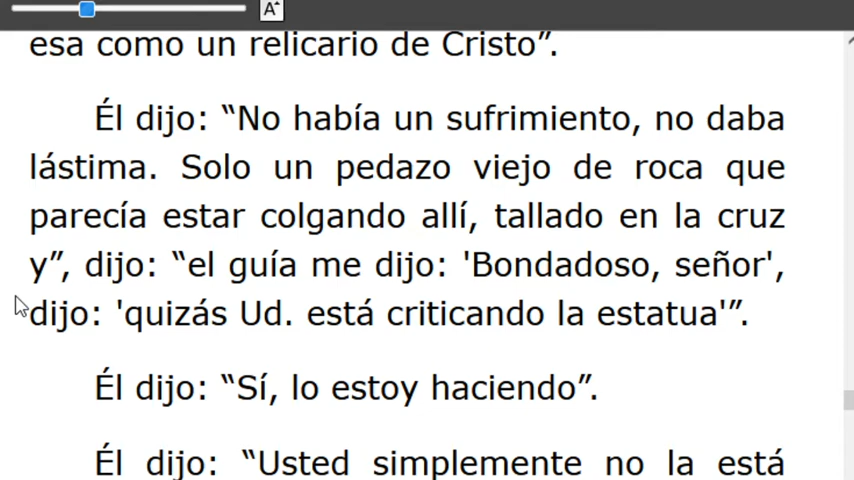 A
esa como un relicario de Cristo”.
Él dijo: “No había un sufrimiento, no daba
lástima. Solo un pedazo viejo de roca que
parecía estar colgando allí, tallado en la cruz
y”, dijo: “el guía me dijo: 'Bondadoso, señor',
dijo: 'quizás Ud. está criticando la estatua'”.
Él dijo: “Sí, lo estoy haciendo”.
Él dijo: “Usted simplemente no la está